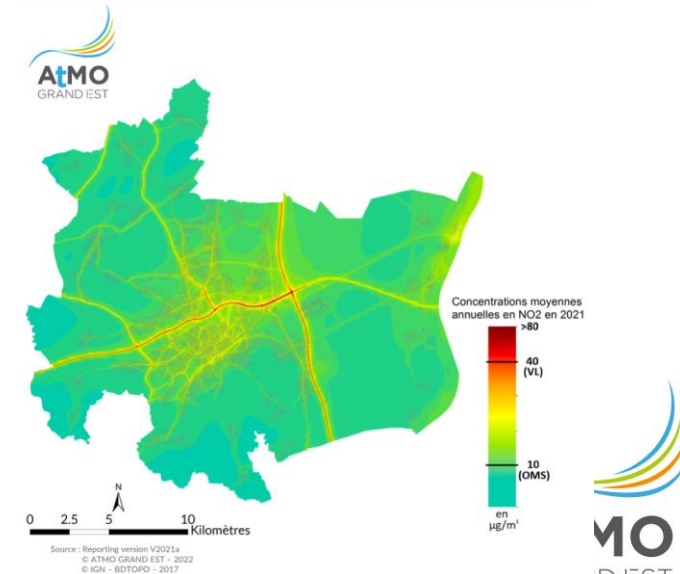 AtMO
GRAND EST
Concentrations moyennes
annuelles en NO2 en 2021
>80
40
(VL)
10
(OMS)
en
µg/m³
N
0 2.5 5 10
Kilomètres
Source : Reporting version V2021a
© ATMO GRAND EST - 2022
© IGN - BDTOPO - 2017
MO
D EST